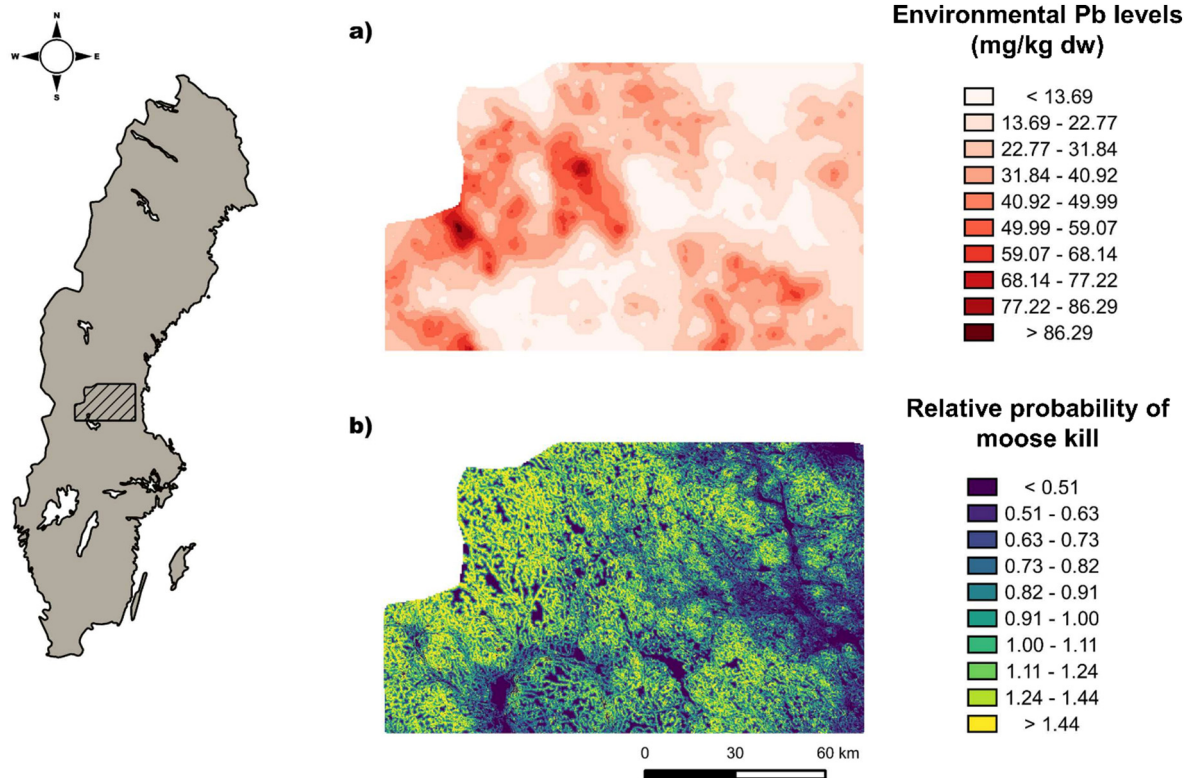 N
W
E
S
a)
Environmental Pb levels
(mg/kg dw)
< 13.69
13.69 - 22.77
22.77 - 31.84
31.84 - 40.92
40.92 - 49.99
49.99 - 59.07
59.07 - 68.14
68.14 - 77.22
77.22 - 86.29
> 86.29
b)
Relative probability of
moose kill
< 0.51
0.51 - 0.63
0.63 - 0.73
0.73 - 0.82
0.82 - 0.91
0.91 - 1.00
1.00 - 1.11
1.11 - 1.24
1.24 - 1.44
> 1.44
0 30 60 km